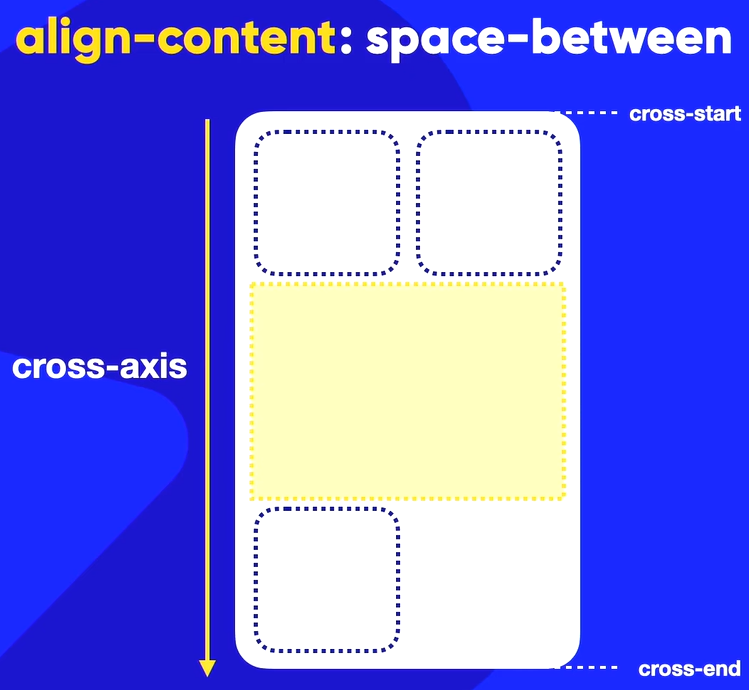 align-content: space-between
cross-start
cross-axis
cross-end